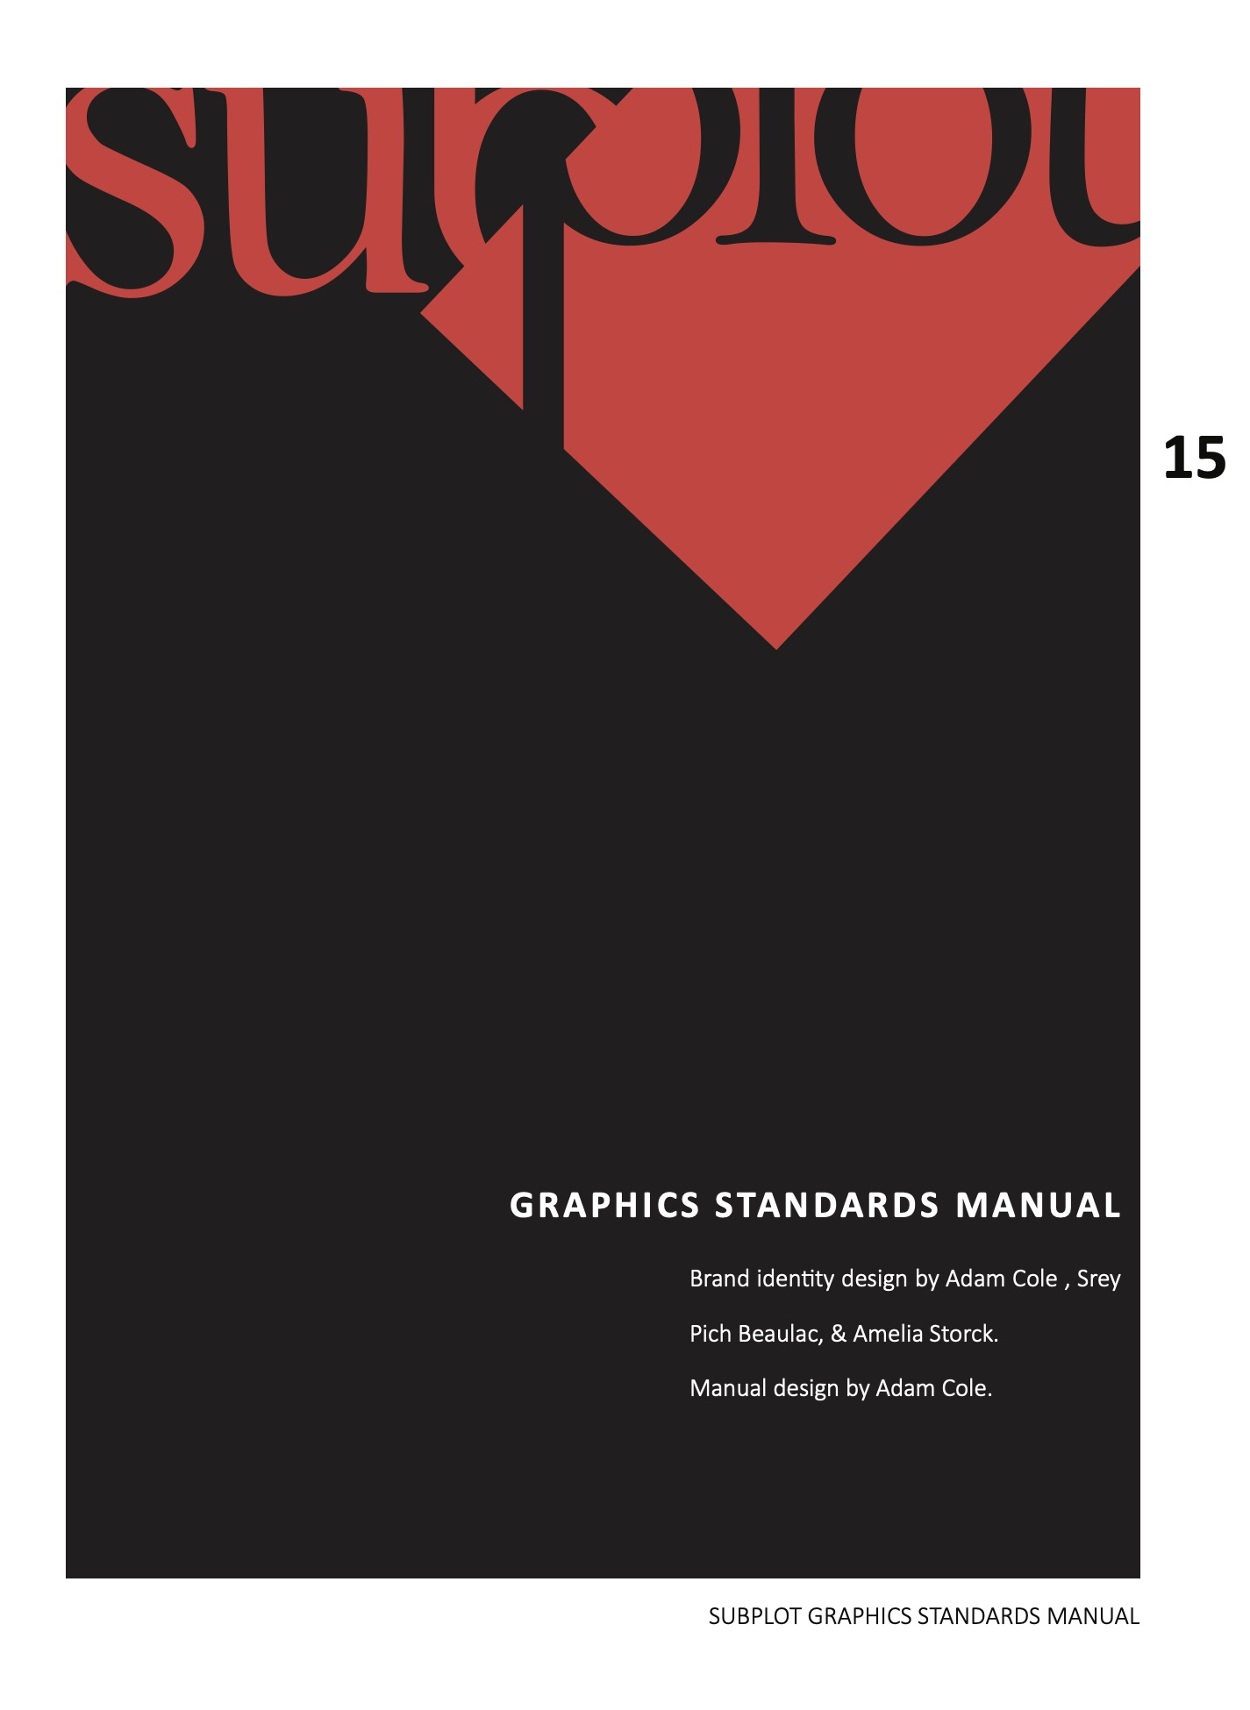 subplot
15
GRAPHICS STANDARDS MANUAL
Brand identity design by Adam Cole , Srey
Pich Beaulac, & Amelia Storck.
Manual design by Adam Cole.
SUBPLOT GRAPHICS STANDARDS MANUAL